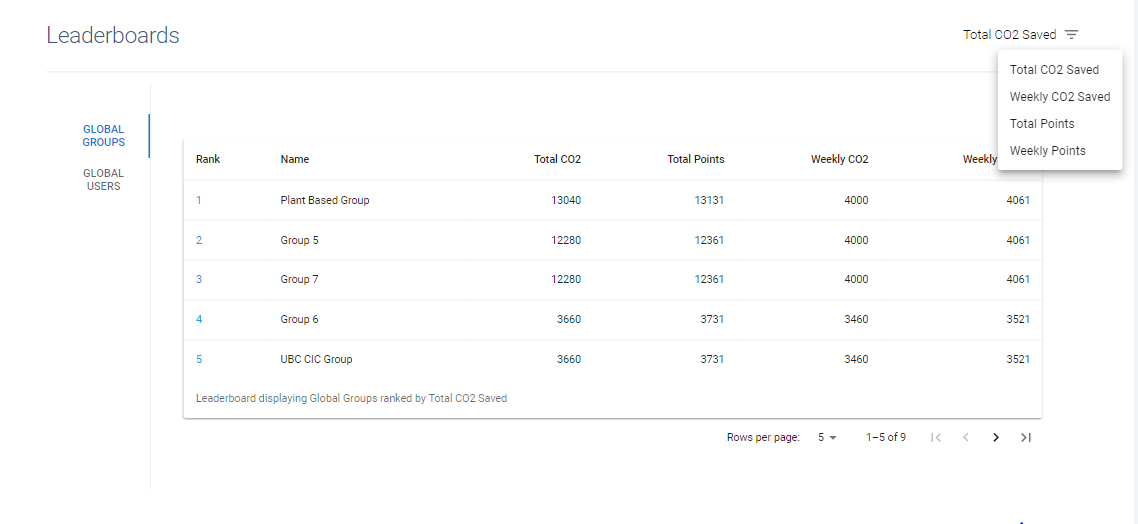 Leaderboards
Total CO2 Saved
Total CO2 Saved
Weekly CO2 Saved
Total Points
Weekly Points
GLOBAL
GROUPS
GLOBAL
USERS
Rank Name Total CO2 Total Points Weekly CO2 Weekly
1 Plant Based Group 13040 13131 4000 4061
2 Group 5 12280 12361 4000 4061
3 Group 7 12280 12361 4000 4061
4 Group 6 3660 3731 3460 3521
5 UBC CIC Group 3660 3731 3460 3521
Leaderboard displaying Global Groups ranked by Total CO2 Saved
Rows per page: 5 1–5 of 9